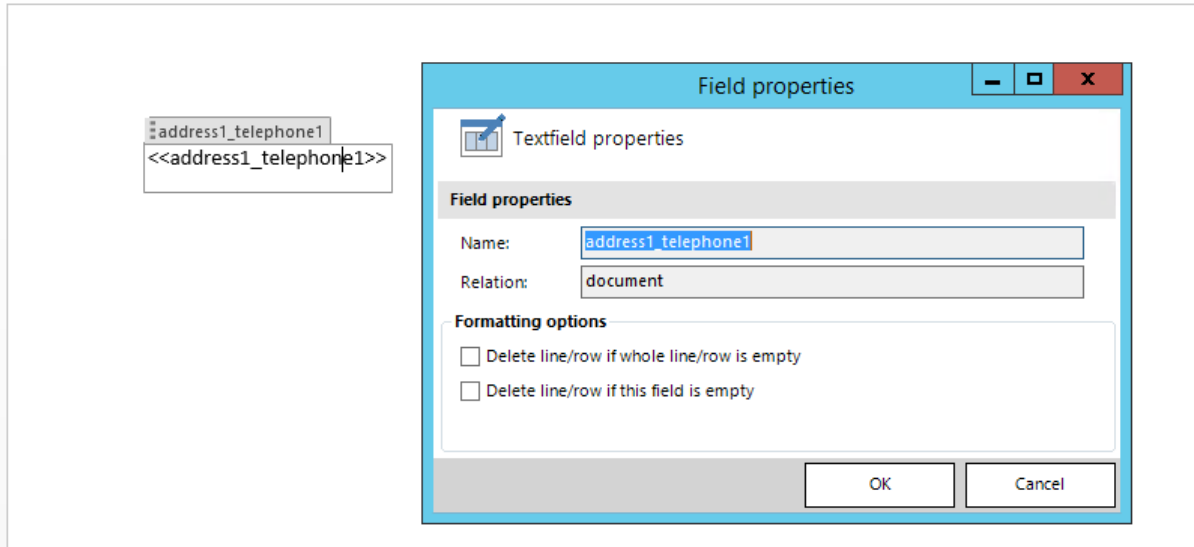 address1_telephone1
<<address1_telephone1>>
Field properties
Textfield properties
Field properties
Name: address1_telephone1
Relation: document
Formatting options
Delete line/row if whole line/row is empty
Delete line/row if this field is empty
OK Cancel